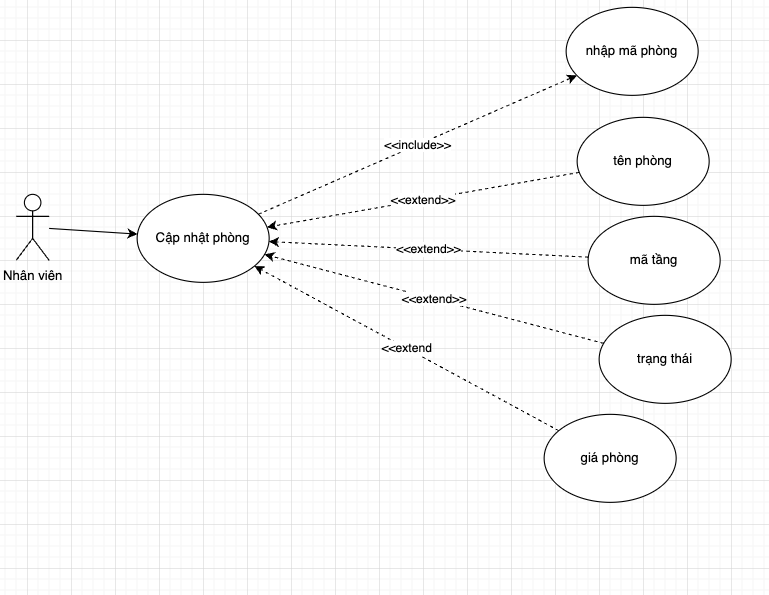 nhập mã phòng
<<include>>
tên phòng
<<extend>>
Cập nhật phòng
<<extend>>
mã tầng
Nhân viên
<<extend>>
trạng thái
<<extend
giá phòng